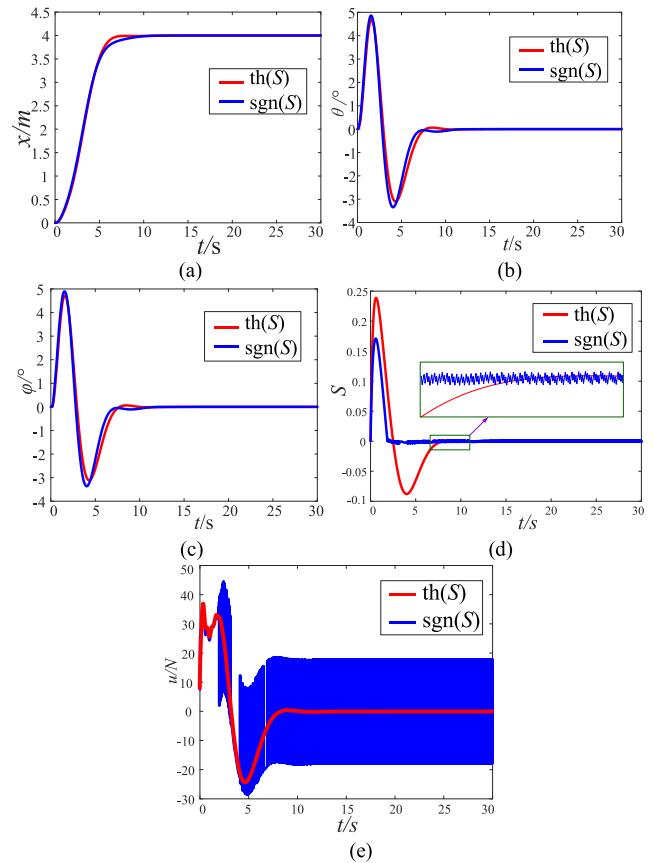 4.5
4
3.5
3
2.5
2
1.5
1
0.5
0
x/m
th(S)
sgn(S)
0 5 10 15 20 25 30
t/s
(a)
5
4
3
2
1
0
-1
-2
-3
-4
θ/°
th(S)
sgn(S)
0 5 10 15 20 25 30
t/s
(b)
5
4
3
2
1
0
-1
-2
-3
-4
φ/°
th(S)
sgn(S)
0 5 10 15 20 25 30
t/s
(c)
0.25
0.2
0.15
0.1
0.05
0
-0.05
-0.1
S
th(S)
sgn(S)
0 5 10 15 20 25 30
t/s
(d)
50
40
30
20
10
0
-10
-20
-30
u/N
th(S)
sgn(S)
0 5 10 15 20 25 30
t/s
(e)